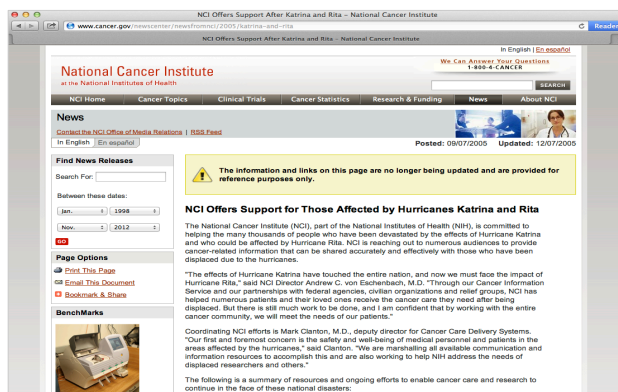 NCI Offers Support After Katrina and Rita – National Cancer Institute
www.cancer.gov/newscenter/newsfromnci/2005/katrina-and-rita
Reader
NCI Offers Support After Katrina and Rita – National Cancer Institute
In English | En español
National Cancer Institute
at the National Institutes of Health
We Can Answer Your Questions
1-800-4-CANCER
SEARCH
NCI Home Cancer Topics Clinical Trials Cancer Statistics Research & Funding News About NCI
News
Contact the NCI Office of Media Relations | RSS Feed
In English En español
Posted: 09/07/2005 Updated: 12/07/2005
Find News Releases
Search For:
Between these dates:
Jan. 1998
Nov. 2012
GO
Page Options
Print This Page
Email This Document
Bookmark & Share
BenchMarks
The information and links on this page are no longer being updated and are provided for
reference purposes only.
NCI Offers Support for Those Affected by Hurricanes Katrina and Rita
The National Cancer Institute (NCI), part of the National Institutes of Health (NIH), is committed to
helping the many thousands of people who have been devastated by the effects of Hurricane Katrina
and who could be affected by Hurricane Rita. NCI is reaching out to numerous audiences to provide
cancer-related information that can be shared accurately and effectively with those who have been
displaced due to the hurricanes.
"The effects of Hurricane Katrina have touched the entire nation, and now we must face the impact of
Hurricane Rita," said NCI Director Andrew C. von Eschenbach, M.D. "Through our Cancer Information
Service and our partnerships with federal agencies, civilian organizations and relief groups, NCI has
helped numerous patients and their loved ones receive the cancer care they need after being
displaced. But there is still much work to be done, and I am confident that by working with the entire
cancer community, we will meet the needs of our patients."
Coordinating NCI efforts is Mark Clanton, M.D., deputy director for Cancer Care Delivery Systems.
"Our first and foremost concern is the safety and well-being of medical personnel and patients in the
areas affected by the hurricanes," said Clanton. "We are marshalling all available communication and
information resources to accomplish this and are also working to help NIH address the needs of
displaced researchers and others."
The following is a summary of resources and ongoing efforts to enable cancer care and research to
continue in the face of these national disasters: